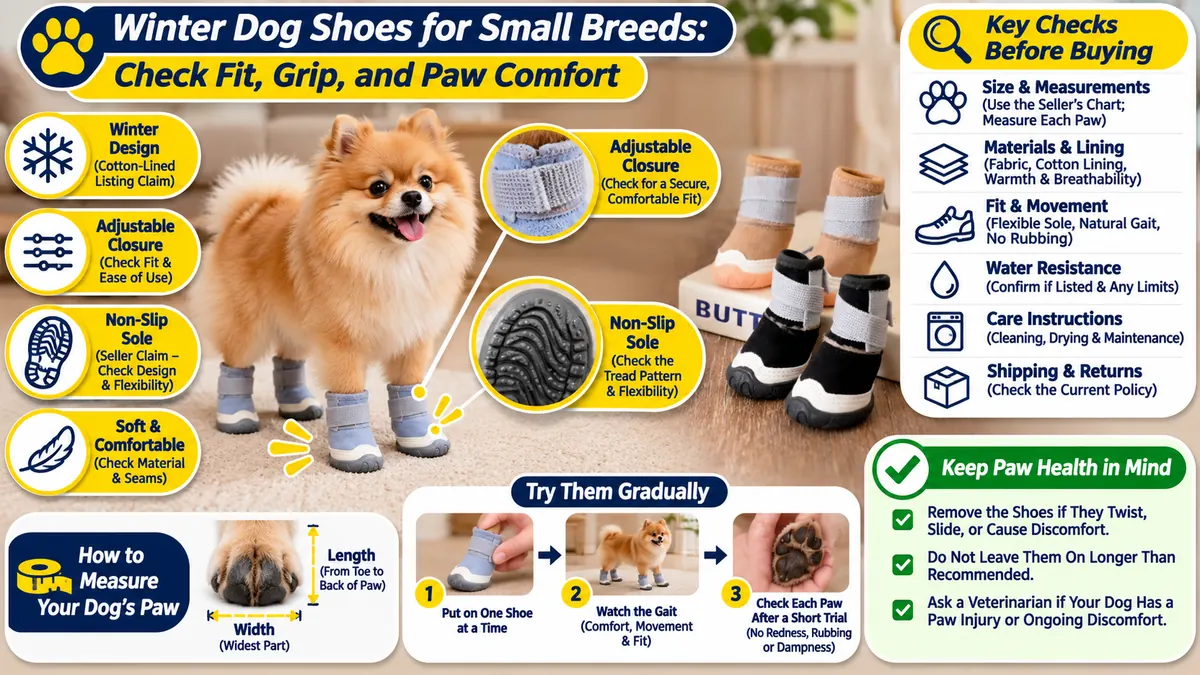 Winter Dog Shoes for Small Breeds:
Check Fit, Grip, and Paw Comfort
Winter
Design
(Cotton-Lined
Listing Claim)
Adjustable
Closure
(Check Fit &
Ease of Use)
Non-Slip
Sole
(Seller Claim –
Check Design
& Flexibility)
Soft &
Comfortable
(Check Material
& Seams)
Adjustable
Closure
(Check for a Secure,
Comfortable Fit)
Non-Slip
Sole
(Check the
Tread Pattern
& Flexibility)
BUTT
Key Checks
Before Buying
Size & Measurements
(Use the Seller's Chart;
Measure Each Paw)
Materials & Lining
(Fabric, Cotton Lining,
Warmth & Breathability)
Fit & Movement
(Flexible Sole, Natural Gait,
No Rubbing)
Water Resistance
(Confirm if Listed & Any Limits)
Care Instructions
(Cleaning, Drying & Maintenance)
Shipping & Returns
(Check the Current Policy)
How to
Measure
Your Dog's Paw
Length
(From Toe to
Back of Paw)
Width
(Widest Part)
Try Them Gradually
1
Put on One Shoe
at a Time
2
Watch the Gait
(Comfort, Movement
& Fit)
3
Check Each Paw
After a Short Trial
(No Redness, Rubbing
or Dampness)
Keep Paw Health in Mind
Remove the Shoes if They Twist,
Slide, or Cause Discomfort.
Do Not Leave Them On Longer Than
Recommended.
Ask a Veterinarian if Your Dog Has a
Paw Injury or Ongoing Discomfort.